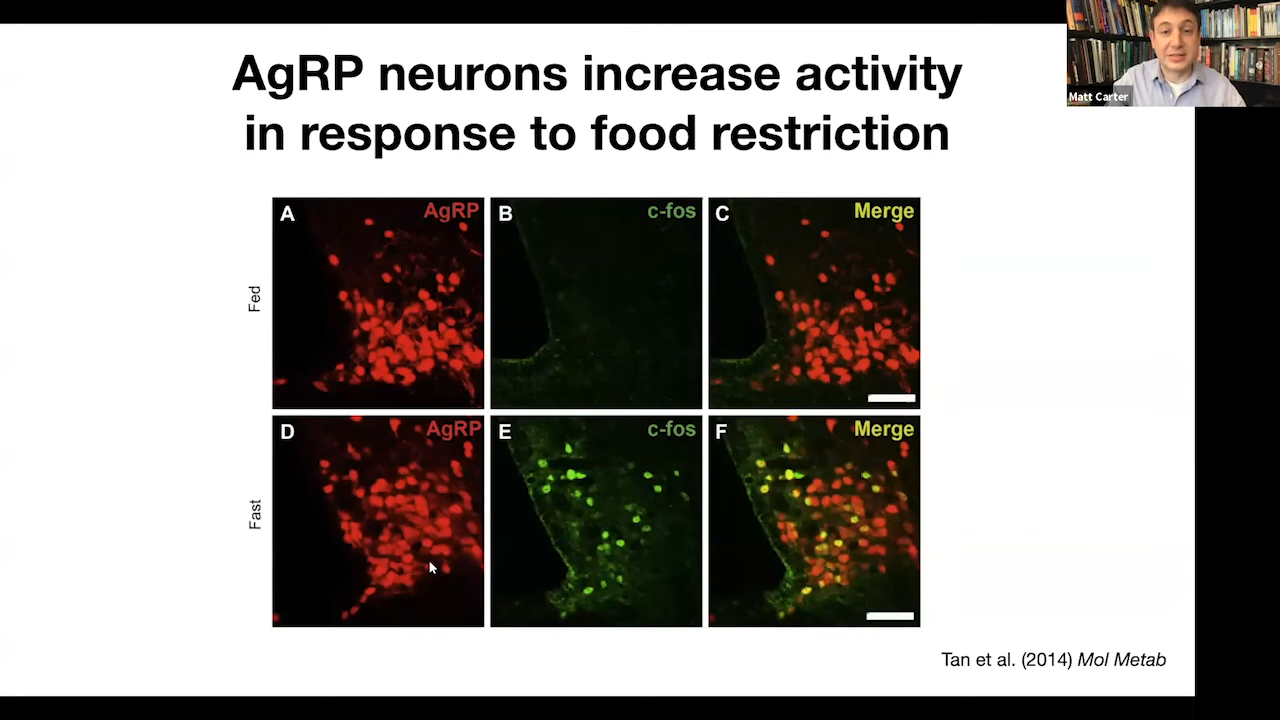 AgRP neurons increase activity
in response to food restriction
Matt Carter
A
AgRP
B
c-fos
C
Merge
Fed
D
AgRP
E
c-fos
F
Merge
Fast
Tan et al. (2014) Mol Metab